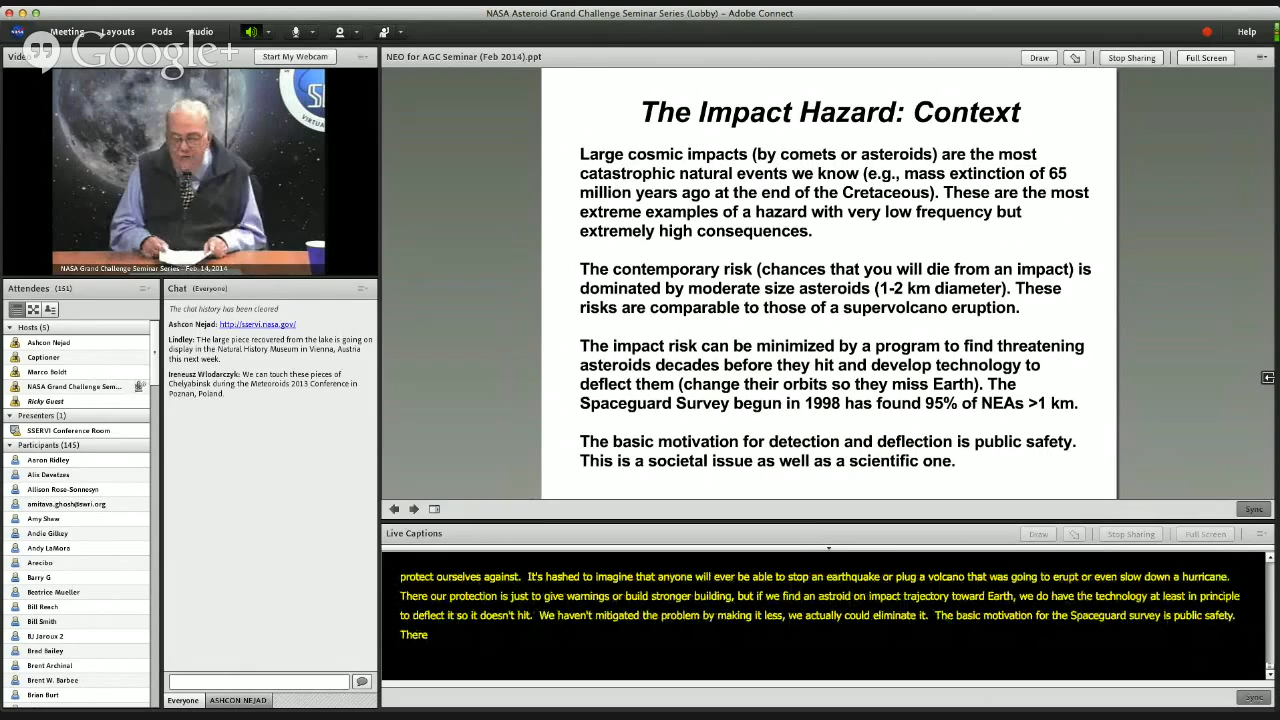 NASA Asteroid Grand Challenge Seminar Series (Lobby) – Adobe Connect
Meeting Layouts Pods Audio
Help
Google+
Video
Start My Webcam
NASA Grand Challenge Seminar Series - Feb. 14, 2014
Attendees (151)
Hosts (5)
Ashcon Nejad
Captioner
Marco Boldt
NASA Grand Challenge Sem...
Ricky Guest
Presenters (1)
SSERVI Conference Room
Participants (145)
Aaron Ridley
Alix Davatzes
Allison Rose-Sonnesyn
amitava.ghosh@swri.org
Amy Shaw
Andie Gilkey
Andy LaMora
Arecibo
Barry G
Beatrice Mueller
Bill Reach
Bill Smith
BJ Jaroux 2
Brad Bailey
Brent Archinal
Brent W. Barbee
Brian Burt
Chat (Everyone)
The chat history has been cleared
Ashcon Nejad: http://sservi.nasa.gov/
Lindley: THe large piece recovered from the lake is going on
display in the Natural History Museum in Vienna, Austria
this next week.
Ireneusz Wlodarczyk: We can touch these pieces of
Chelyabinsk during the Meteoroids 2013 Conference in
Poznan, Poland.
Everyone ASHCON NEJAD
NEO for AGC Seminar (Feb 2014).ppt
Draw
Stop Sharing
Full Screen
The Impact Hazard: Context
Large cosmic impacts (by comets or asteroids) are the most
catastrophic natural events we know (e.g., mass extinction of 65
million years ago at the end of the Cretaceous). These are the most
extreme examples of a hazard with very low frequency but
extremely high consequences.
The contemporary risk (chances that you will die from an impact) is
dominated by moderate size asteroids (1-2 km diameter). These
risks are comparable to those of a supervolcano eruption.
The impact risk can be minimized by a program to find threatening
asteroids decades before they hit and develop technology to
deflect them (change their orbits so they miss Earth). The
Spaceguard Survey begun in 1998 has found 95% of NEAs >1 km.
The basic motivation for detection and deflection is public safety.
This is a societal issue as well as a scientific one.
Sync
Live Captions
Draw
Stop Sharing
Full Screen
protect ourselves against. It's hashed to imagine that anyone will ever be able to stop an earthquake or plug a volcano that was going to erupt or even slow down a hurricane.
There our protection is just to give warnings or build stronger building, but if we find an astroid on impact trajectory toward Earth, we do have the technology at least in principle
to deflect it so it doesn't hit. We haven't mitigated the problem by making it less, we actually could eliminate it. The basic motivation for the Spaceguard survey is public safety.
There
Sync